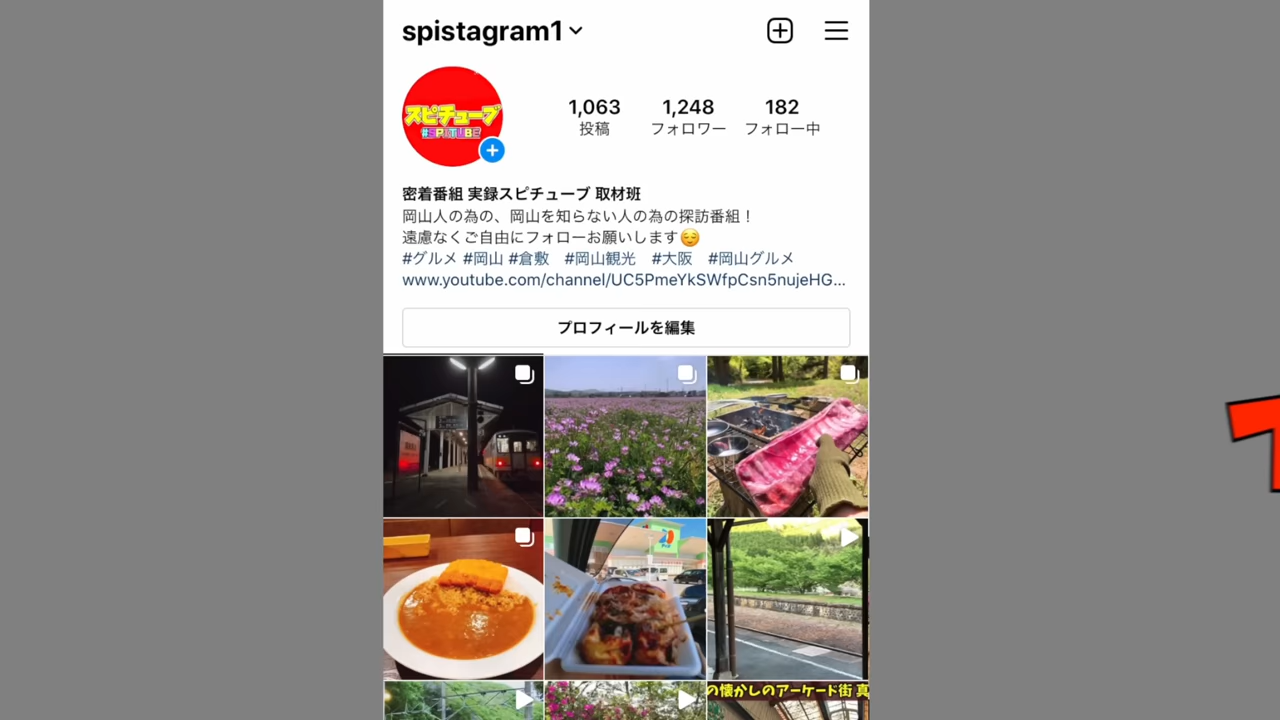 spistagram1
スピチューブ
#SPITUBE
1,063
投稿
1,248
フォロワー
182
フォロー中
密着番組 実録スピチューブ 取材班
岡山人の為の、岡山を知らない人の為の探訪番組！
遠慮なくご自由にフォローお願いします😌
#グルメ #岡山 #倉敷　#岡山観光　#大阪　#岡山グルメ
www.youtube.com/channel/UC5PmeYkSWfpCsn5nujeHG...
プロフィールを編集
の懐かしのアーケード街 真